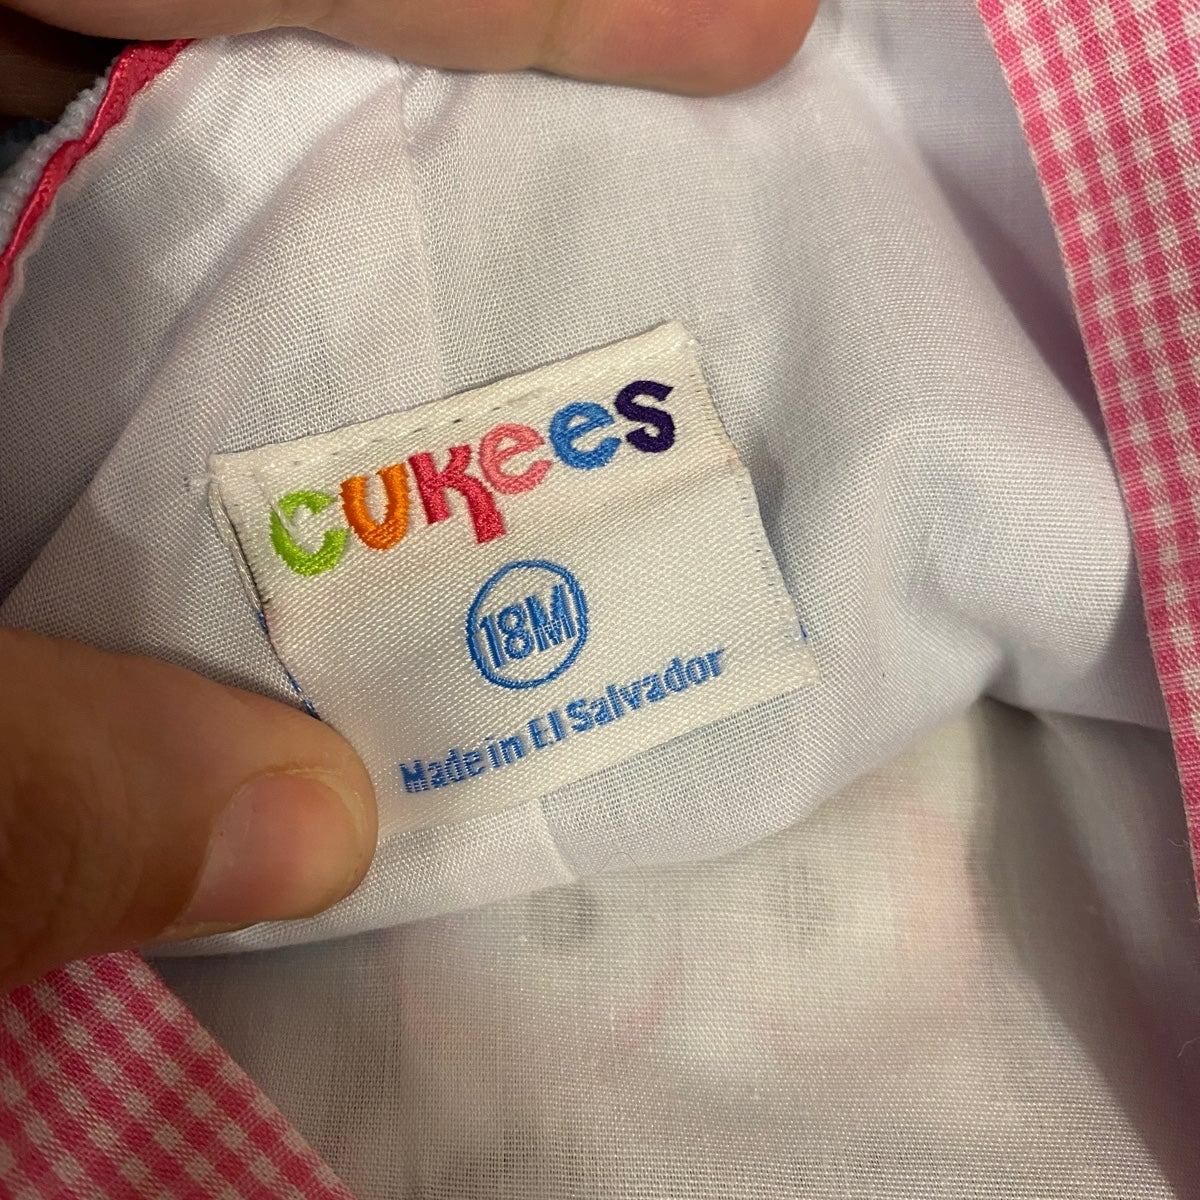 cukees
18M
Made in El Salvador